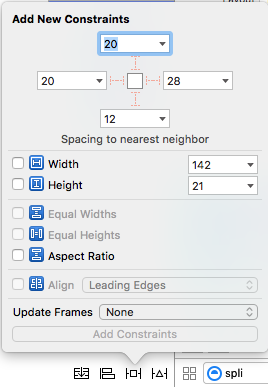 Add New Constraints
20
20
28
12
Spacing to nearest neighbor
Width
142
Height
21
Equal Widths
Equal Heights
Aspect Ratio
Align
Leading Edges
Update Frames
None
Add Constraints
spli